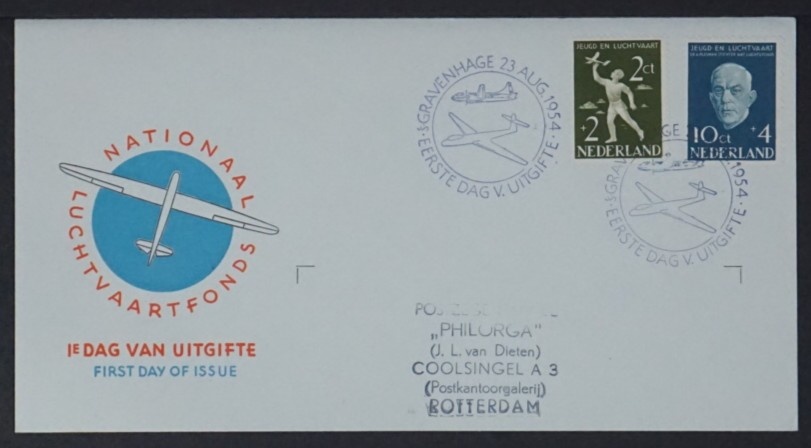 NATIONAAL
LUCHTVAARTFONDS
1E DAG VAN UITGIFTE
FIRST DAY OF ISSUE
'S-GRAVENHAGE 23 AUG. 1954
EERSTE DAG V. UITGIFTE
JEUGD EN LUCHTVAART
2ct
+2
NEDERLAND
JEUGD EN LUCHTVAART
10ct +4
NEDERLAND
'S-GRAVENHAGE 1954
EERSTE DAG V. UITGIFTE
„PHILORGA"
(J. L. van Dieten)
COOLSINGEL A 3
(Postkantoorgalerij)
ROTTERDAM